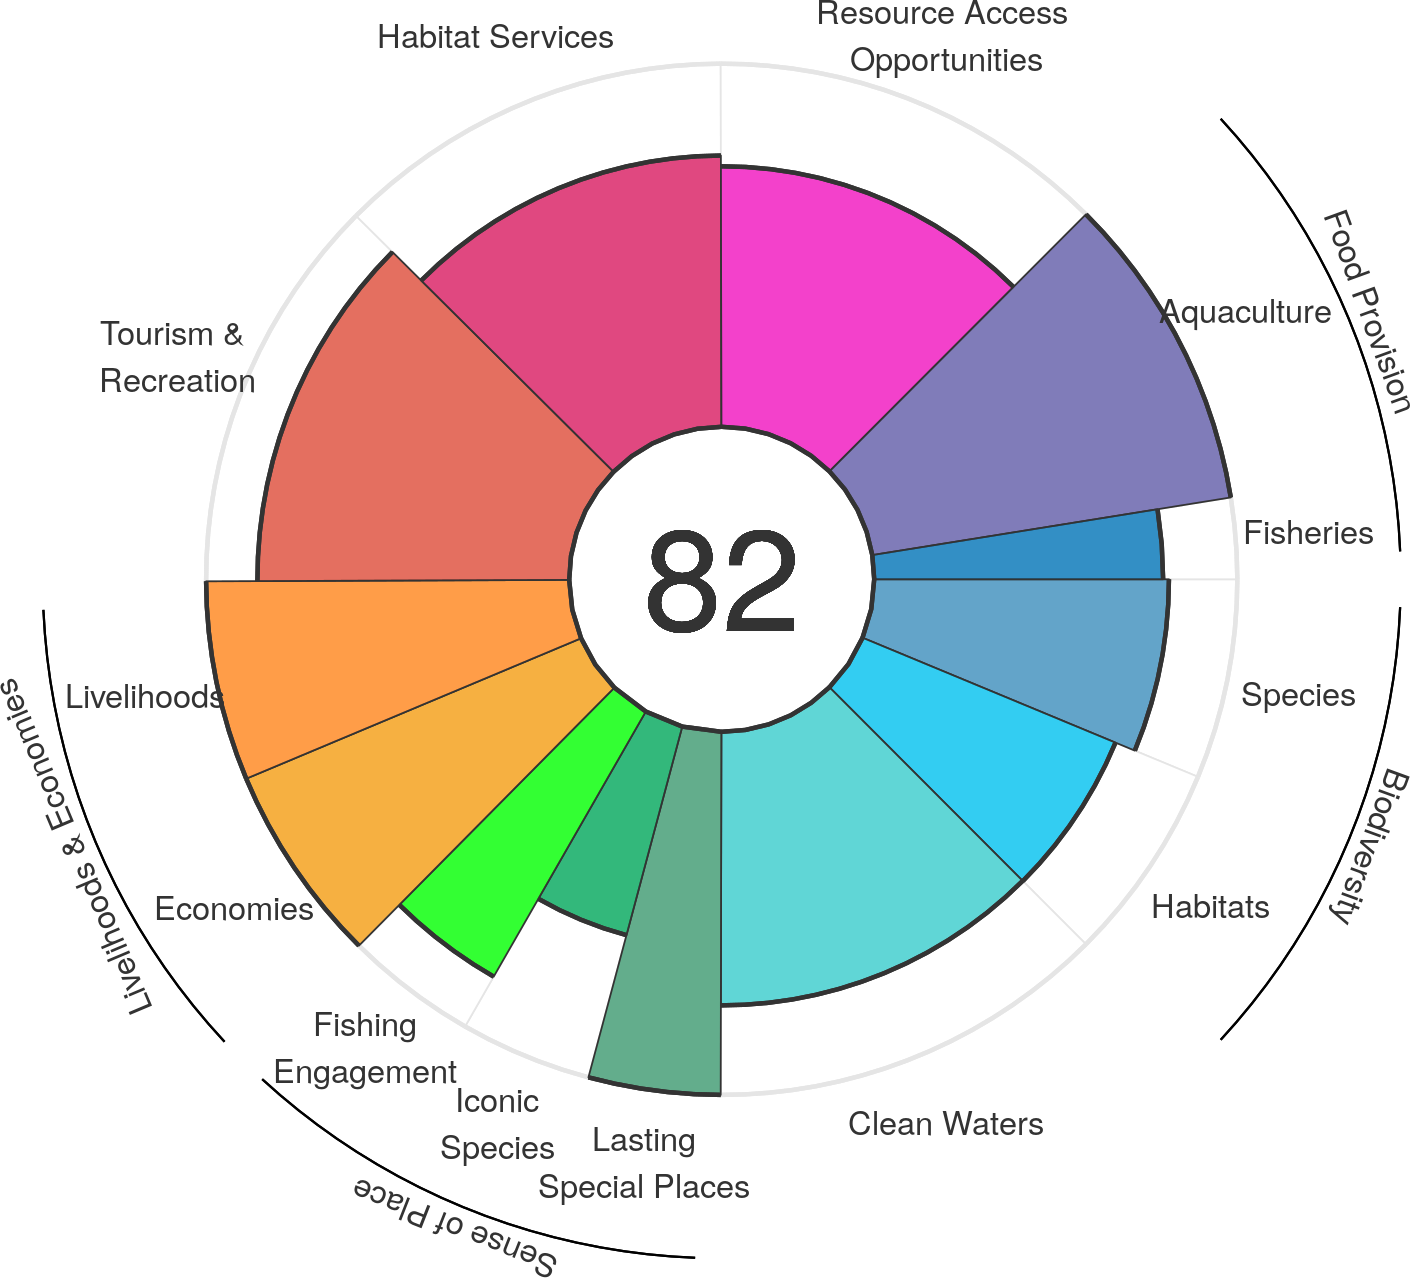 Resource Access
Opportunities
Habitat Services
Food Provision
Aquaculture
Tourism &
Recreation
Fisheries
82
Species
Livelihoods
Livelihoods & Economies
Biodiversity
Habitats
Economies
Fishing
Engagement
Iconic
Species
Lasting
Special Places
Clean Waters
Sense of Place